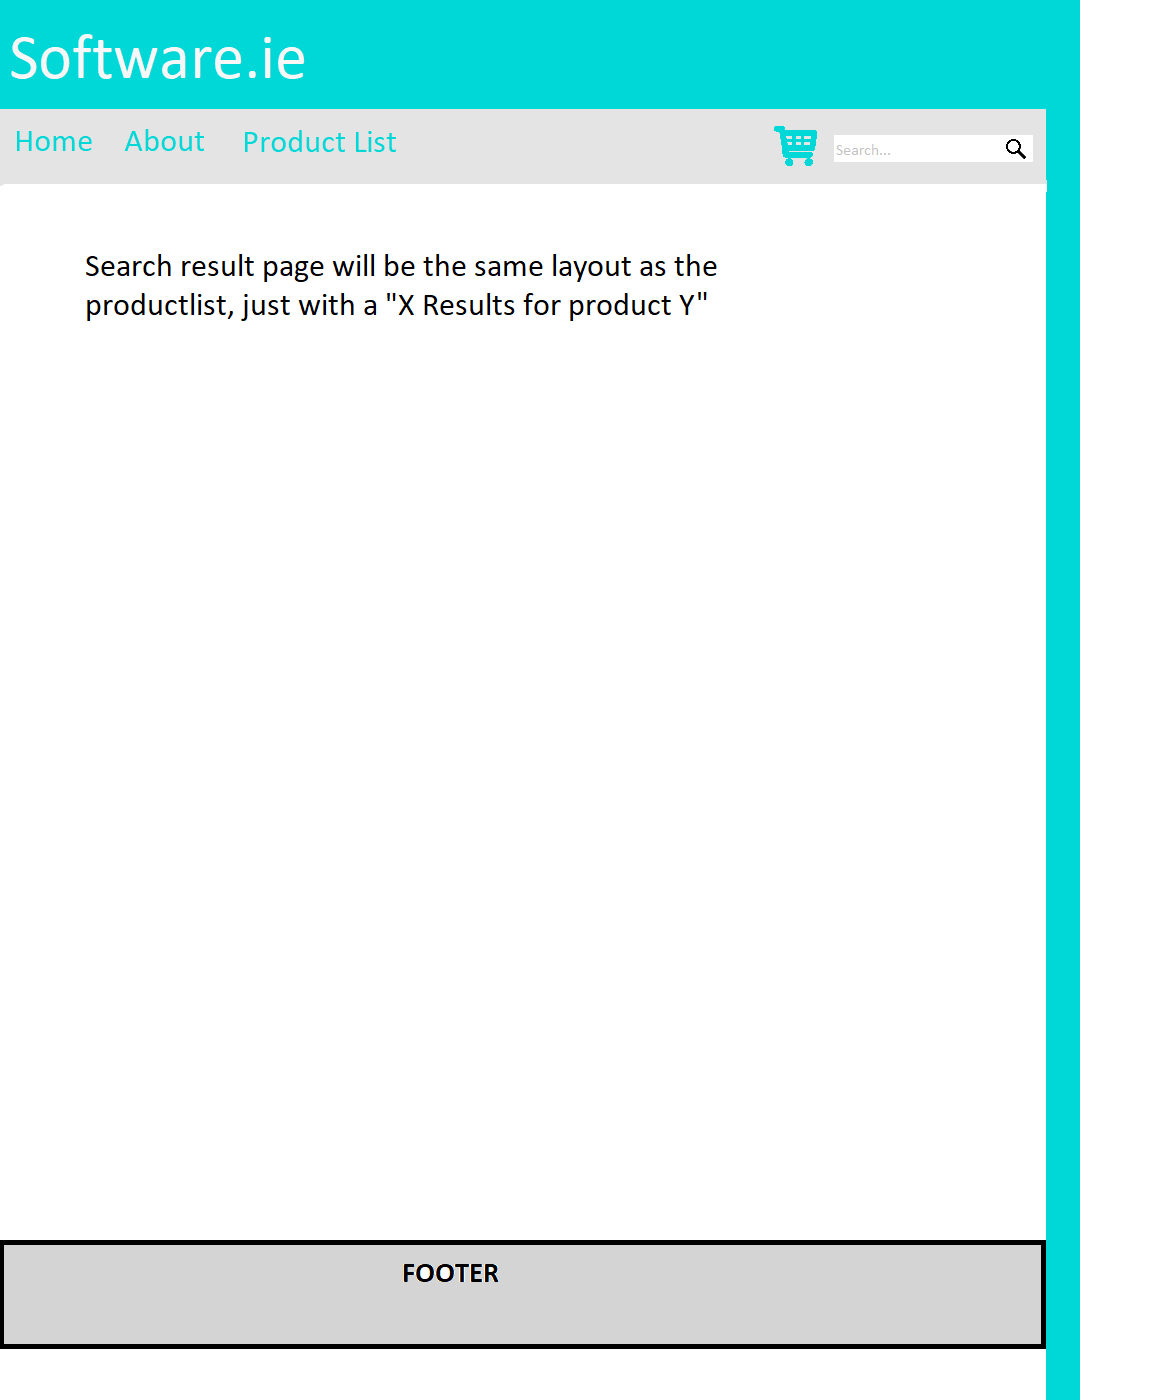 Software.ie
Home About Product List Search...
Search result page will be the same layout as the
productlist, just with a "X Results for product Y"
FOOTER